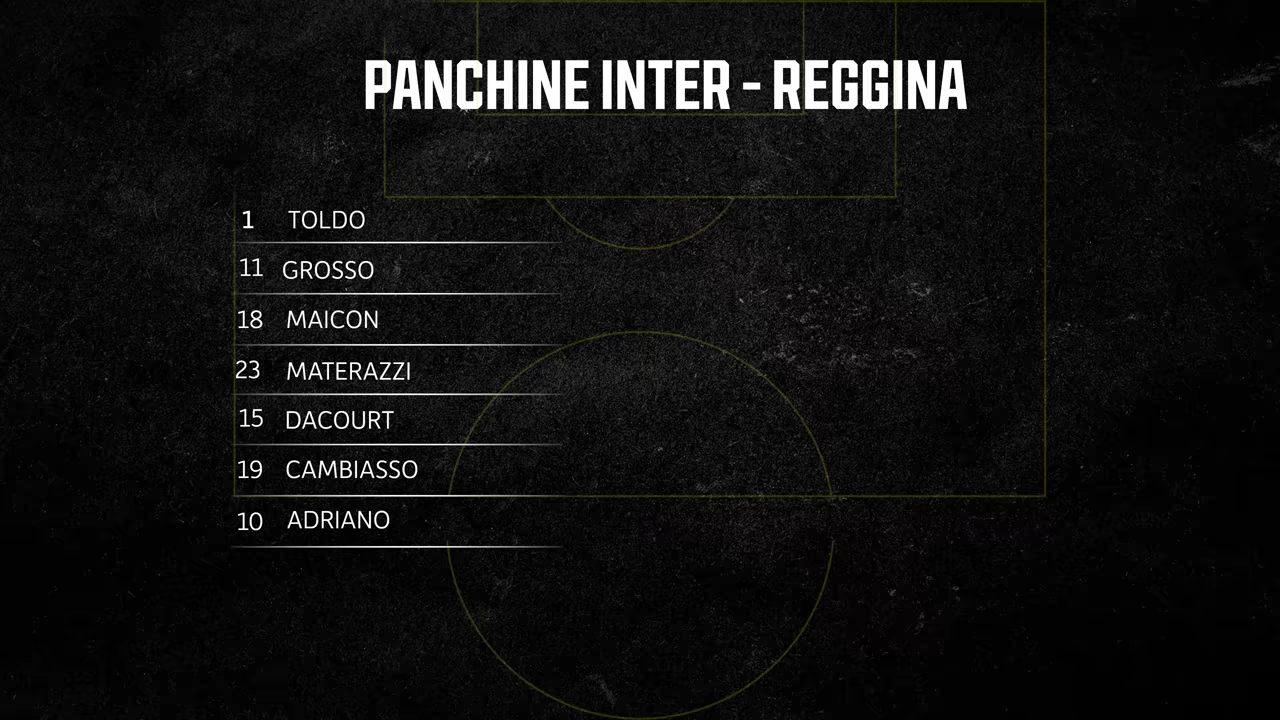 PANCHINE INTER - REGGINA
1 TOLDO
11 GROSSO
18 MAICON
23 MATERAZZI
15 DACOURT
19 CAMBIASSO
10 ADRIANO